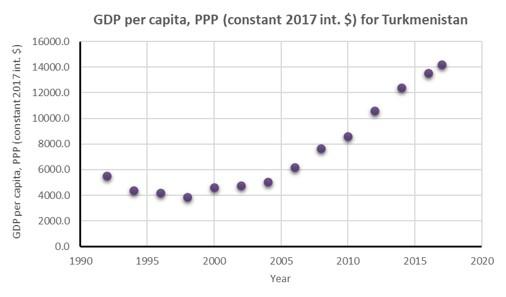 GDP per capita, PPP (constant 2017 int. $) for Turkmenistan
GDP per capita, PPP (constant 2017 int. $)
16000.0
14000.0
12000.0
10000.0
8000.0
6000.0
4000.0
2000.0
0.0
1990 1995 2000 2005 2010 2015 2020
Year